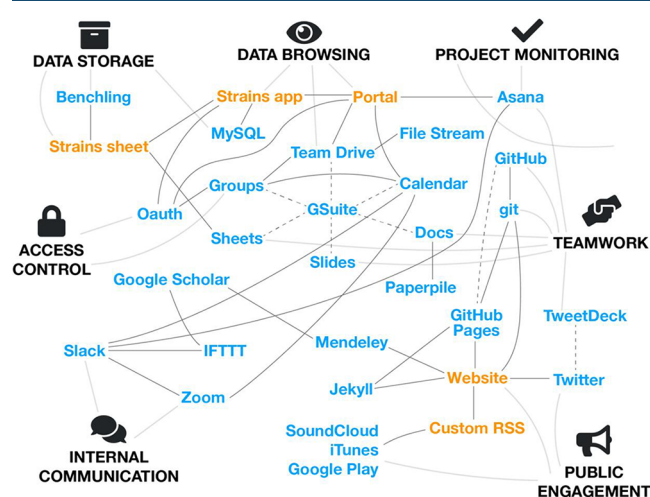 DATA STORAGE
DATA BROWSING
PROJECT MONITORING
Benchling
Strains app
Portal
Asana
Strains sheet
MySQL
File Stream
Team Drive
GitHub
Groups
Calendar
Oauth
GSuite
git
ACCESS
CONTROL
Sheets
Docs
TEAMWORK
Slides
Google Scholar
Paperpile
GitHub
Pages
TweetDeck
Slack
IFTTT
Mendeley
Jekyll
Website
Twitter
Zoom
SoundCloud
iTunes
Google Play
Custom RSS
INTERNAL
COMMUNICATION
PUBLIC
ENGAGEMENT